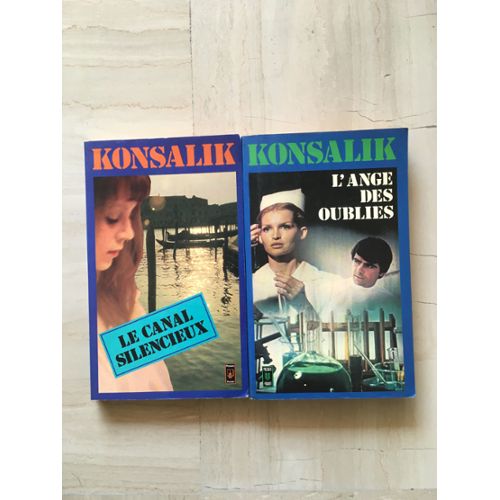 KONSALIK
LE CANAL
SILENCIEUX
KONSALIK
L'ANGE
DES
OUBLIES